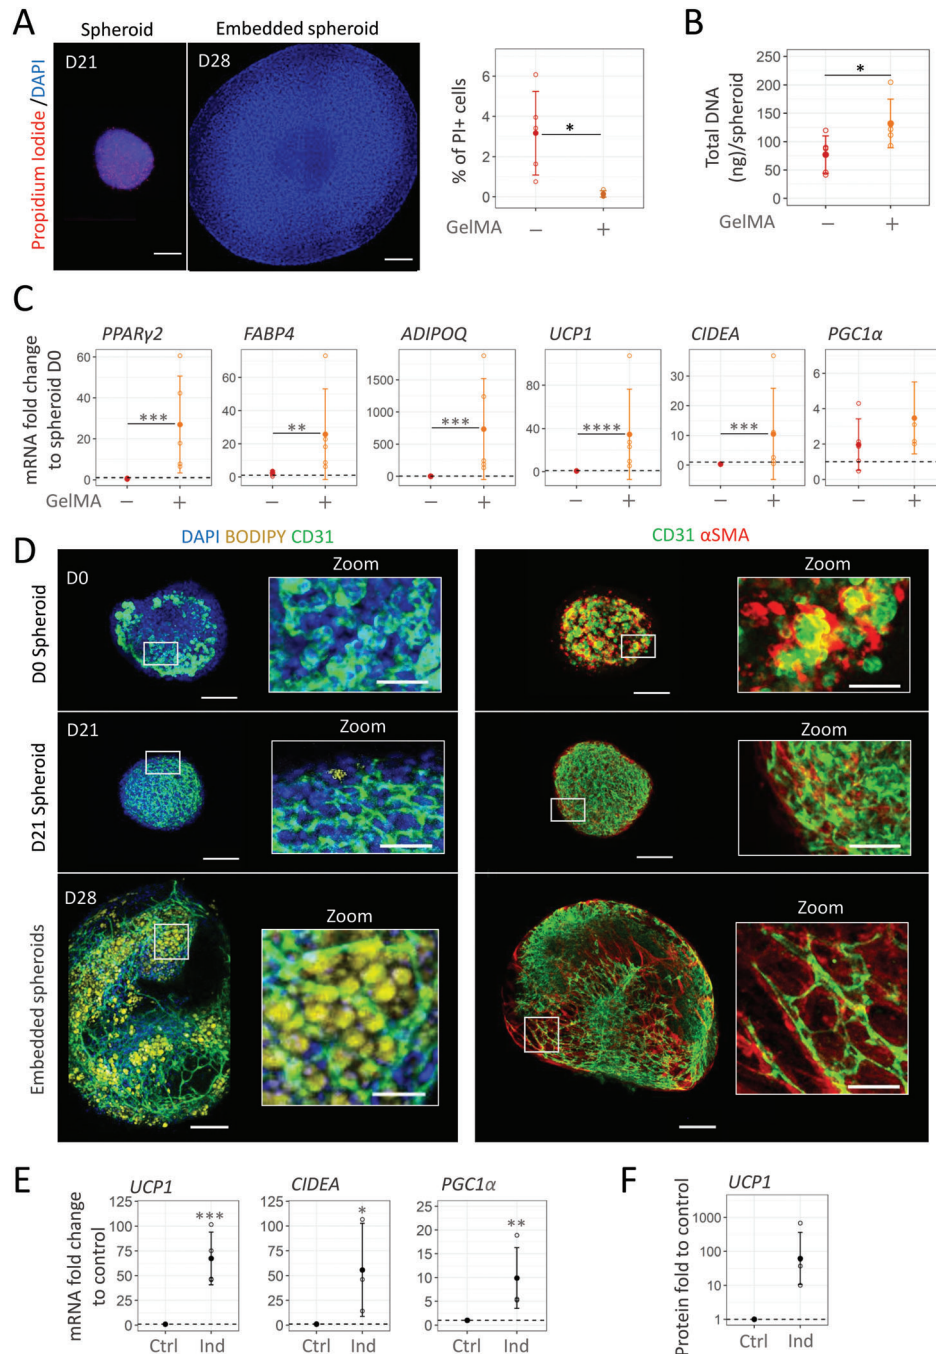 A
Spheroid
Embedded spheroid
Propidium Iodide /DAPI
D21
D28
% of PI+ cells
6
4
2
0
*
GelMA
− +
B
Total DNA
(ng)/spheroid
250
200
150
100
50
0
*
GelMA
− +
C
mRNA fold change
to spheroid D0
PPARγ2
60
40
20
0
***
FABP4
60
40
20
0
**
ADIPOQ
1500
1000
500
0
***
UCP1
80
40
0
****
CIDEA
30
20
10
0
***
PGC1α
6
4
2
0
GelMA − + − + − + − + − + − +
D
DAPI BODIPY CD31
CD31 αSMA
D0 Spheroid
D0
Zoom
Zoom
D21 Spheroid
D21
Zoom
Zoom
Embedded spheroids
D28
Zoom
Zoom
E
mRNA fold change
to control
UCP1
125
100
75
50
25
0
***
Ctrl Ind
CIDEA
125
100
75
50
25
0
*
Ctrl Ind
PGC1α
25
20
15
10
5
0
**
Ctrl Ind
F
Protein fold to control
UCP1
1000
100
10
1
Ctrl Ind